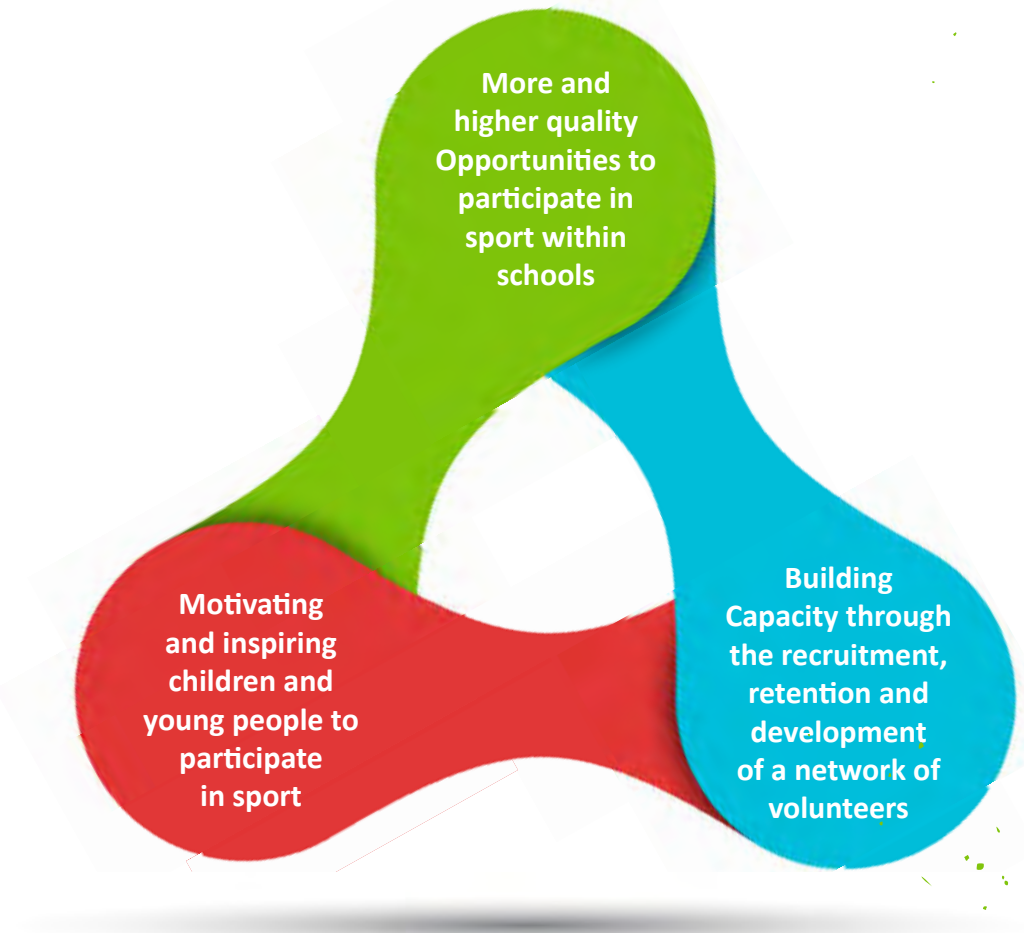 More and
higher quality
Opportunities to
participate in
sport within
schools
Motivating
and inspiring
children and
young people to
participate
in sport
Building
Capacity through
the recruitment,
retention and
development
of a network of
volunteers